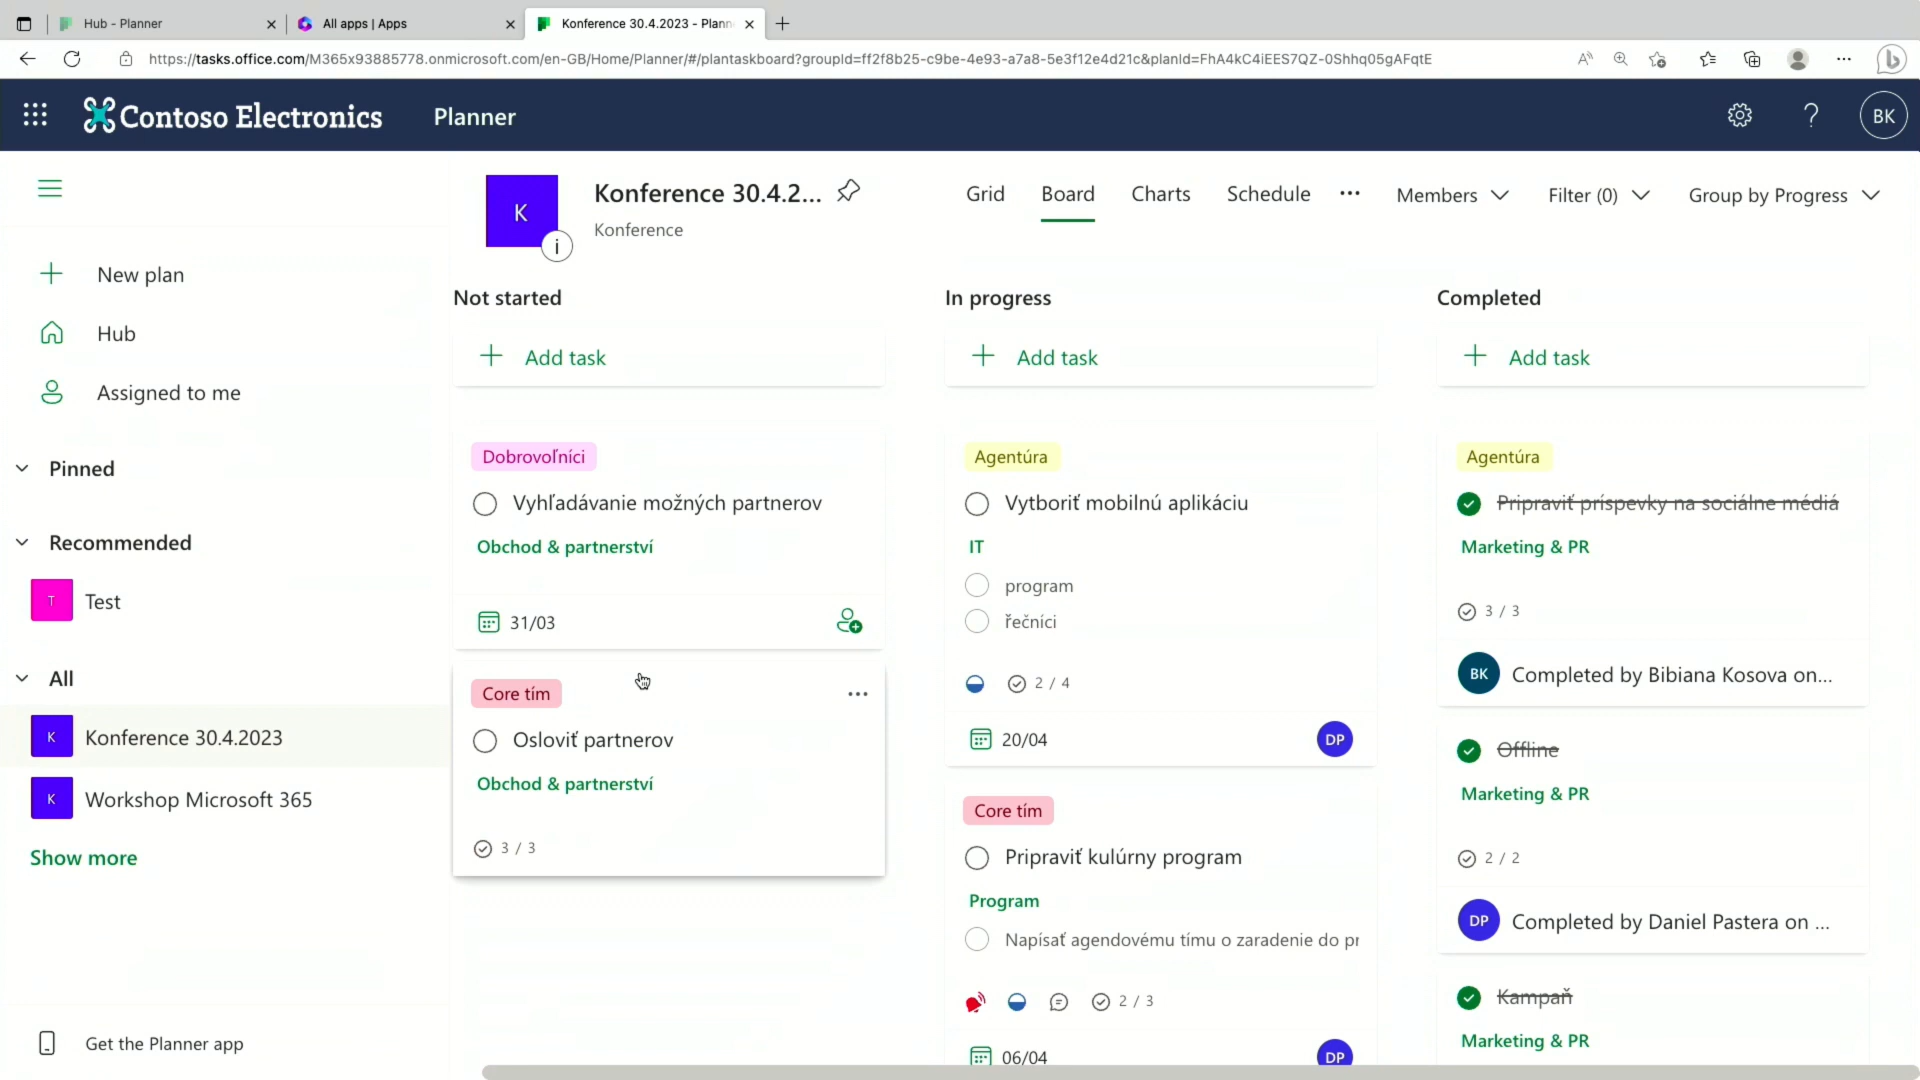 Hub - Planner
All apps | Apps
Konference 30.4.2023 - Plann
https://tasks.office.com/M365x93885778.onmicrosoft.com/en-GB/Home/Planner/#/plantaskboard?groupId=ff2f8b25-c9be-4e93-a7a8-5e3f12e4d21c&planId=FhA4kC4iEES7QZ-0Shhq05gAFqtE
Contoso Electronics
Planner
BK
New plan
Hub
Assigned to me
Pinned
Recommended
T
Test
All
K
Konference 30.4.2023
K
Workshop Microsoft 365
Show more
Get the Planner app
K
Konference 30.4.2...
Konference
Grid
Board
Charts
Schedule
Members
Filter (0)
Group by Progress
Not started
Add task
Dobrovoľníci
Vyhľadávanie možných partnerov
Obchod & partnerství
31/03
Core tím
Osloviť partnerov
Obchod & partnerství
3 / 3
In progress
Add task
Agentúra
Vytboriť mobilnú aplikáciu
IT
program
řečníci
2 / 4
20/04
DP
Core tím
Pripraviť kulúrny program
Program
Napísať agendovému tímu o zaradenie do pr
2 / 3
06/04
DP
Completed
Add task
Agentúra
Pripraviť príspevky na sociálne médiá
Marketing & PR
3 / 3
BK
Completed by Bibiana Kosova on...
Offline
Marketing & PR
2 / 2
DP
Completed by Daniel Pastera on ...
Kampaň
Marketing & PR